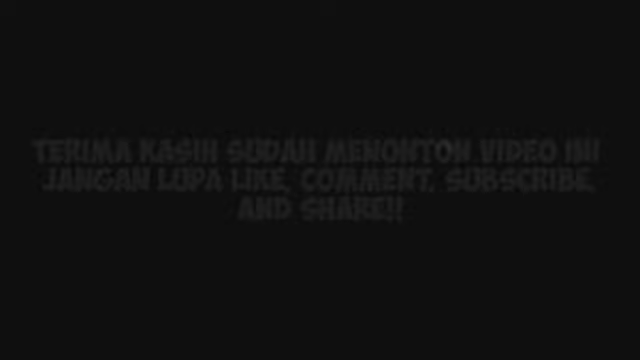 TERIMA KASIH SUDAH MENONTON VIDEO INI
JANGAN LUPA LIKE, COMMENT, SUBSCRIBE,
AND SHARE!!